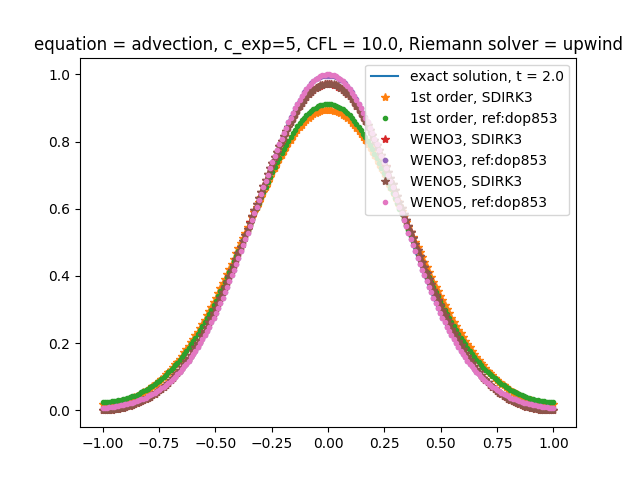 equation = advection, c_exp=5, CFL = 10.0, Riemann solver = upwind
exact solution, t = 2.0
1st order, SDIRK3
1st order, ref:dop853
WENO3, SDIRK3
WENO3, ref:dop853
WENO5, SDIRK3
WENO5, ref:dop853
1.0
0.8
0.6
0.4
0.2
0.0
−1.00 −0.75 −0.50 −0.25 0.00 0.25 0.50 0.75 1.00